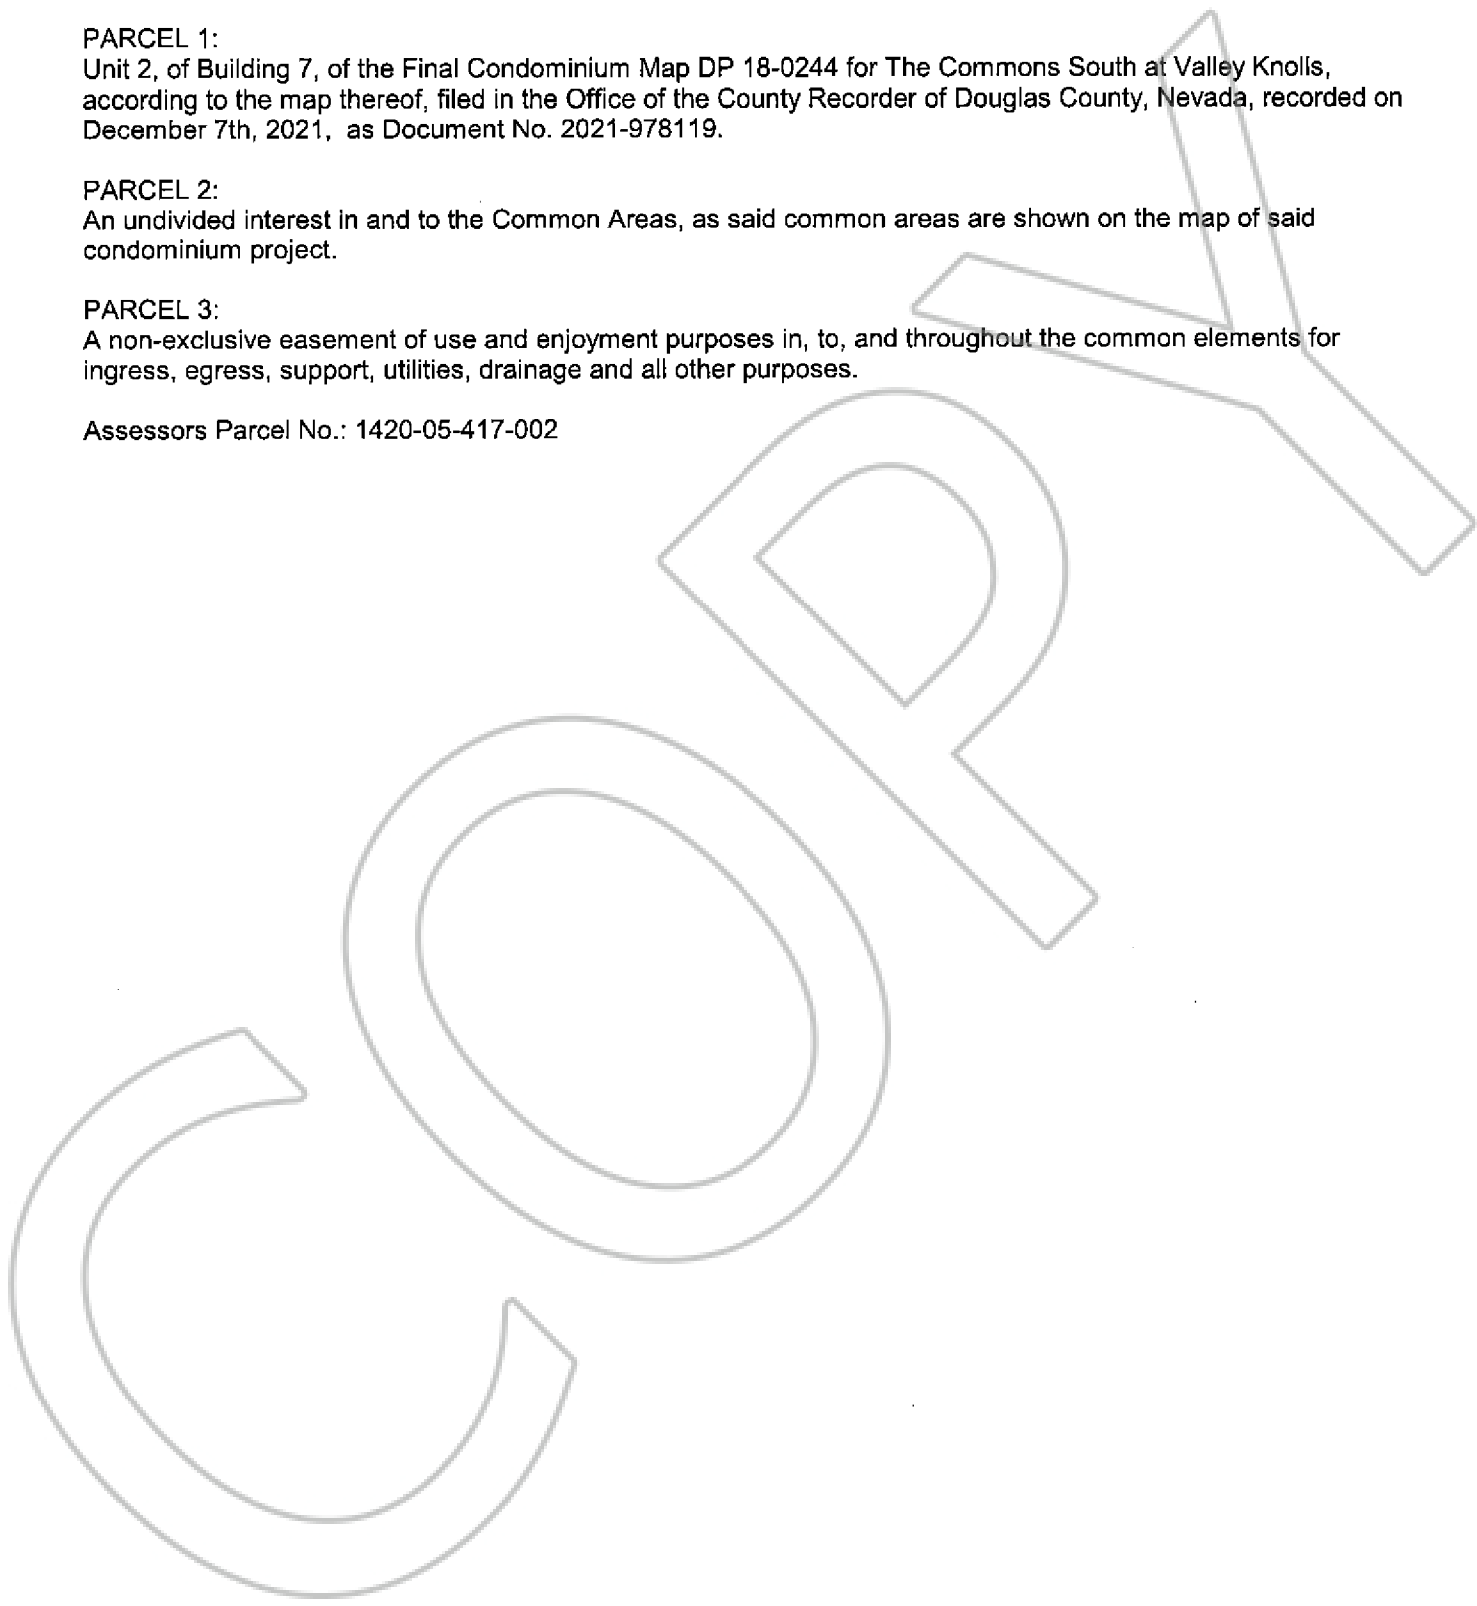 PARCEL 1:
Unit 2, of Building 7, of the Final Condominium Map DP 18-0244 for The Commons South at Valley Knolls,
according to the map thereof, filed in the Office of the County Recorder of Douglas County, Nevada, recorded on
December 7th, 2021,  as Document No. 2021-978119.
PARCEL 2:
An undivided interest in and to the Common Areas, as said common areas are shown on the map of said
condominium project.
PARCEL 3:
A non-exclusive easement of use and enjoyment purposes in, to, and throughout the common elements for
ingress, egress, support, utilities, drainage and all other purposes.
Assessors Parcel No.: 1420-05-417-002
COPY